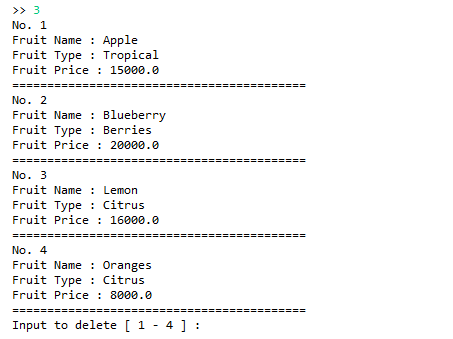 >> 3
No. 1
Fruit Name : Apple
Fruit Type : Tropical
Fruit Price : 15000.0
==========================================
No. 2
Fruit Name : Blueberry
Fruit Type : Berries
Fruit Price : 20000.0
==========================================
No. 3
Fruit Name : Lemon
Fruit Type : Citrus
Fruit Price : 16000.0
==========================================
No. 4
Fruit Name : Oranges
Fruit Type : Citrus
Fruit Price : 8000.0
==========================================
Input to delete [ 1 - 4 ] :